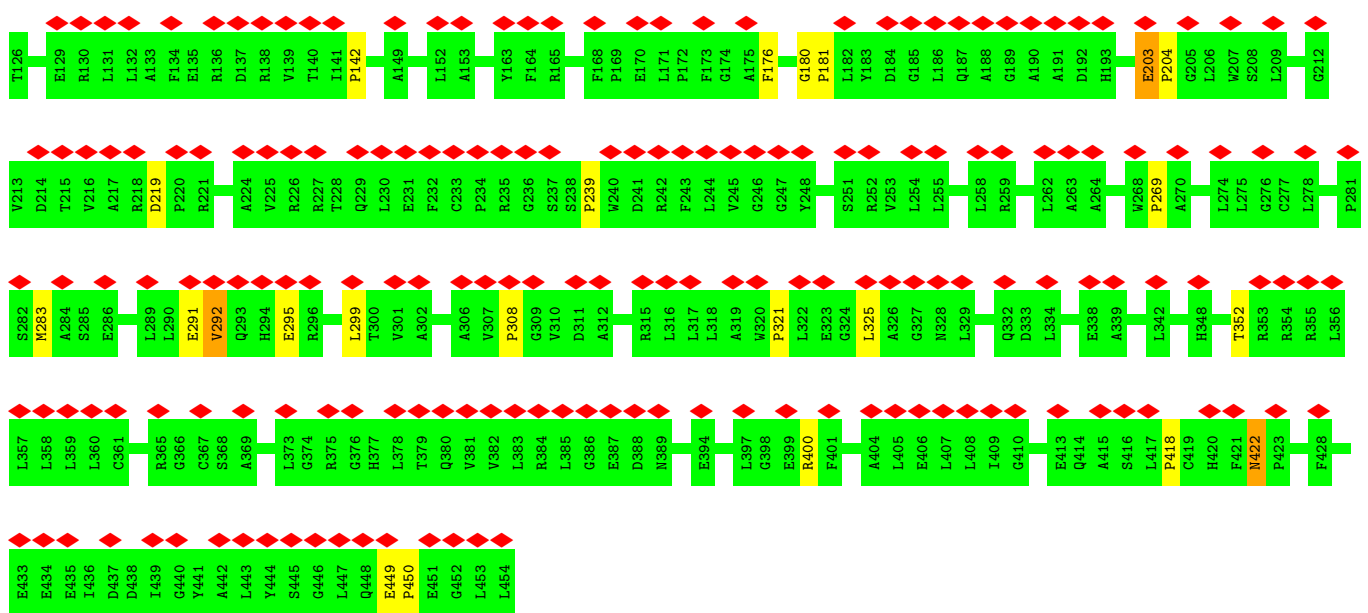 T126 E129 R130 L131 L132 A133 F134 E135 R136 D137 R138 V139 T140 I141 P142 A149 L152 A153 Y163 F164 R165 F168 P169 E170 L171 P172 F173 G174 A175 F176 G180 P181 L182 Y183 D184 G185 L186 Q187 A188 G189 A190 A191 D192 H193 E203 P204 G205 L206 W207 S208 L209 G212
V213 D214 T215 V216 A217 R218 D219 P220 R221 A224 V225 R226 R227 T228 Q229 L230 E231 F232 C233 P234 R235 G236 S237 S238 P239 W240 D241 R242 F243 L244 V245 G246 G247 Y248 S251 R252 V253 L254 L255 L258 R259 L262 A263 A264 W268 P269 A270 L274 L275 G276 C277 L278 P281
S282 M283 A284 S285 E286 L289 L290 E291 V292 Q293 H294 E295 R296 L299 T300 V301 A302 A306 V307 P308 G309 V310 D311 A312 R315 L316 L317 L318 A319 W320 P321 L322 E323 G324 L325 A326 G327 N328 L329 Q332 D333 L334 E338 A339 L342 H348 T352 R353 R354 R355 L356
L357 L358 L359 L360 C361 R365 G366 C367 S368 A369 L373 G374 R375 G376 H377 L378 T379 Q380 V381 V382 L383 R384 L385 G386 E387 D388 N389 E394 L397 G398 E399 R400 F401 A404 L405 E406 L407 L408 I409 G410 E413 Q414 A415 S416 L417 P418 C419 H420 F421 N422 P423 F428
E433 E434 E435 I436 D437 D438 I439 G440 Y441 A442 L443 Y444 S445 G446 L447 Q448 E449 P450 E451 G452 L453 L454